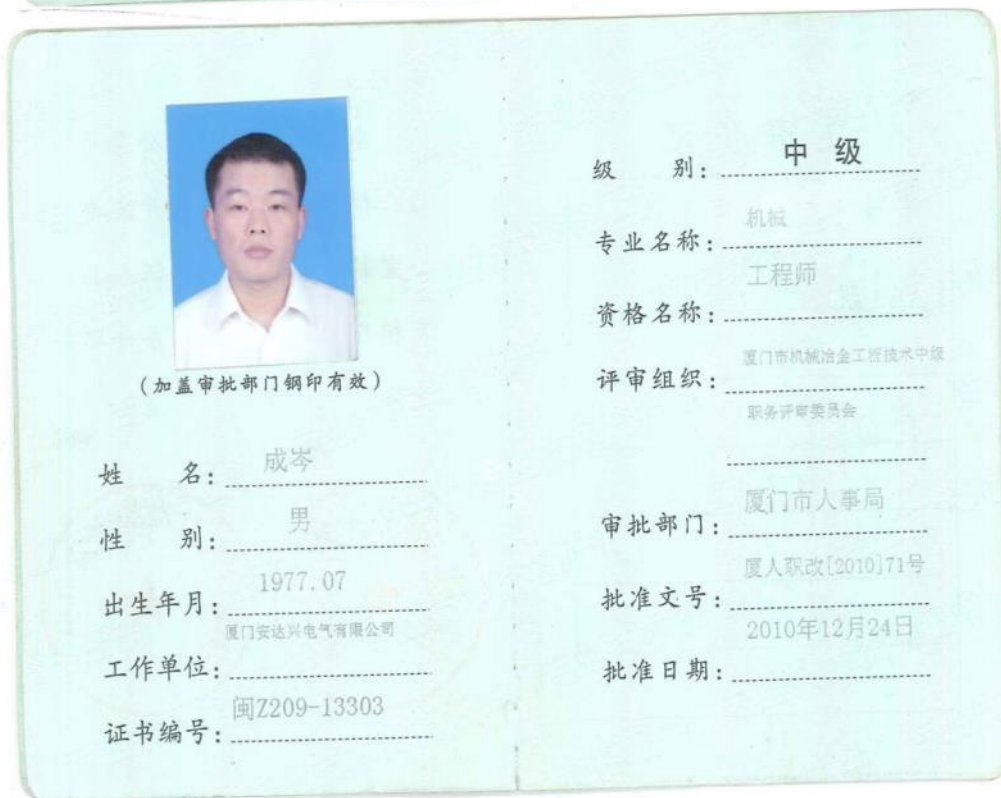 (加盖审批部门钢印有效)
姓 名: 成岑
性 别: 男
出生年月: 1977.07
工作单位: 厦门安达兴电气有限公司
证书编号: 闽Z209-13303
级 别: 中 级
专业名称: 机械
资格名称: 工程师
评审组织: 厦门市机械冶金工程技术中级
职务评审委员会
审批部门: 厦门市人事局
批准文号: 厦人职改[2010]71号
批准日期: 2010年12月24日